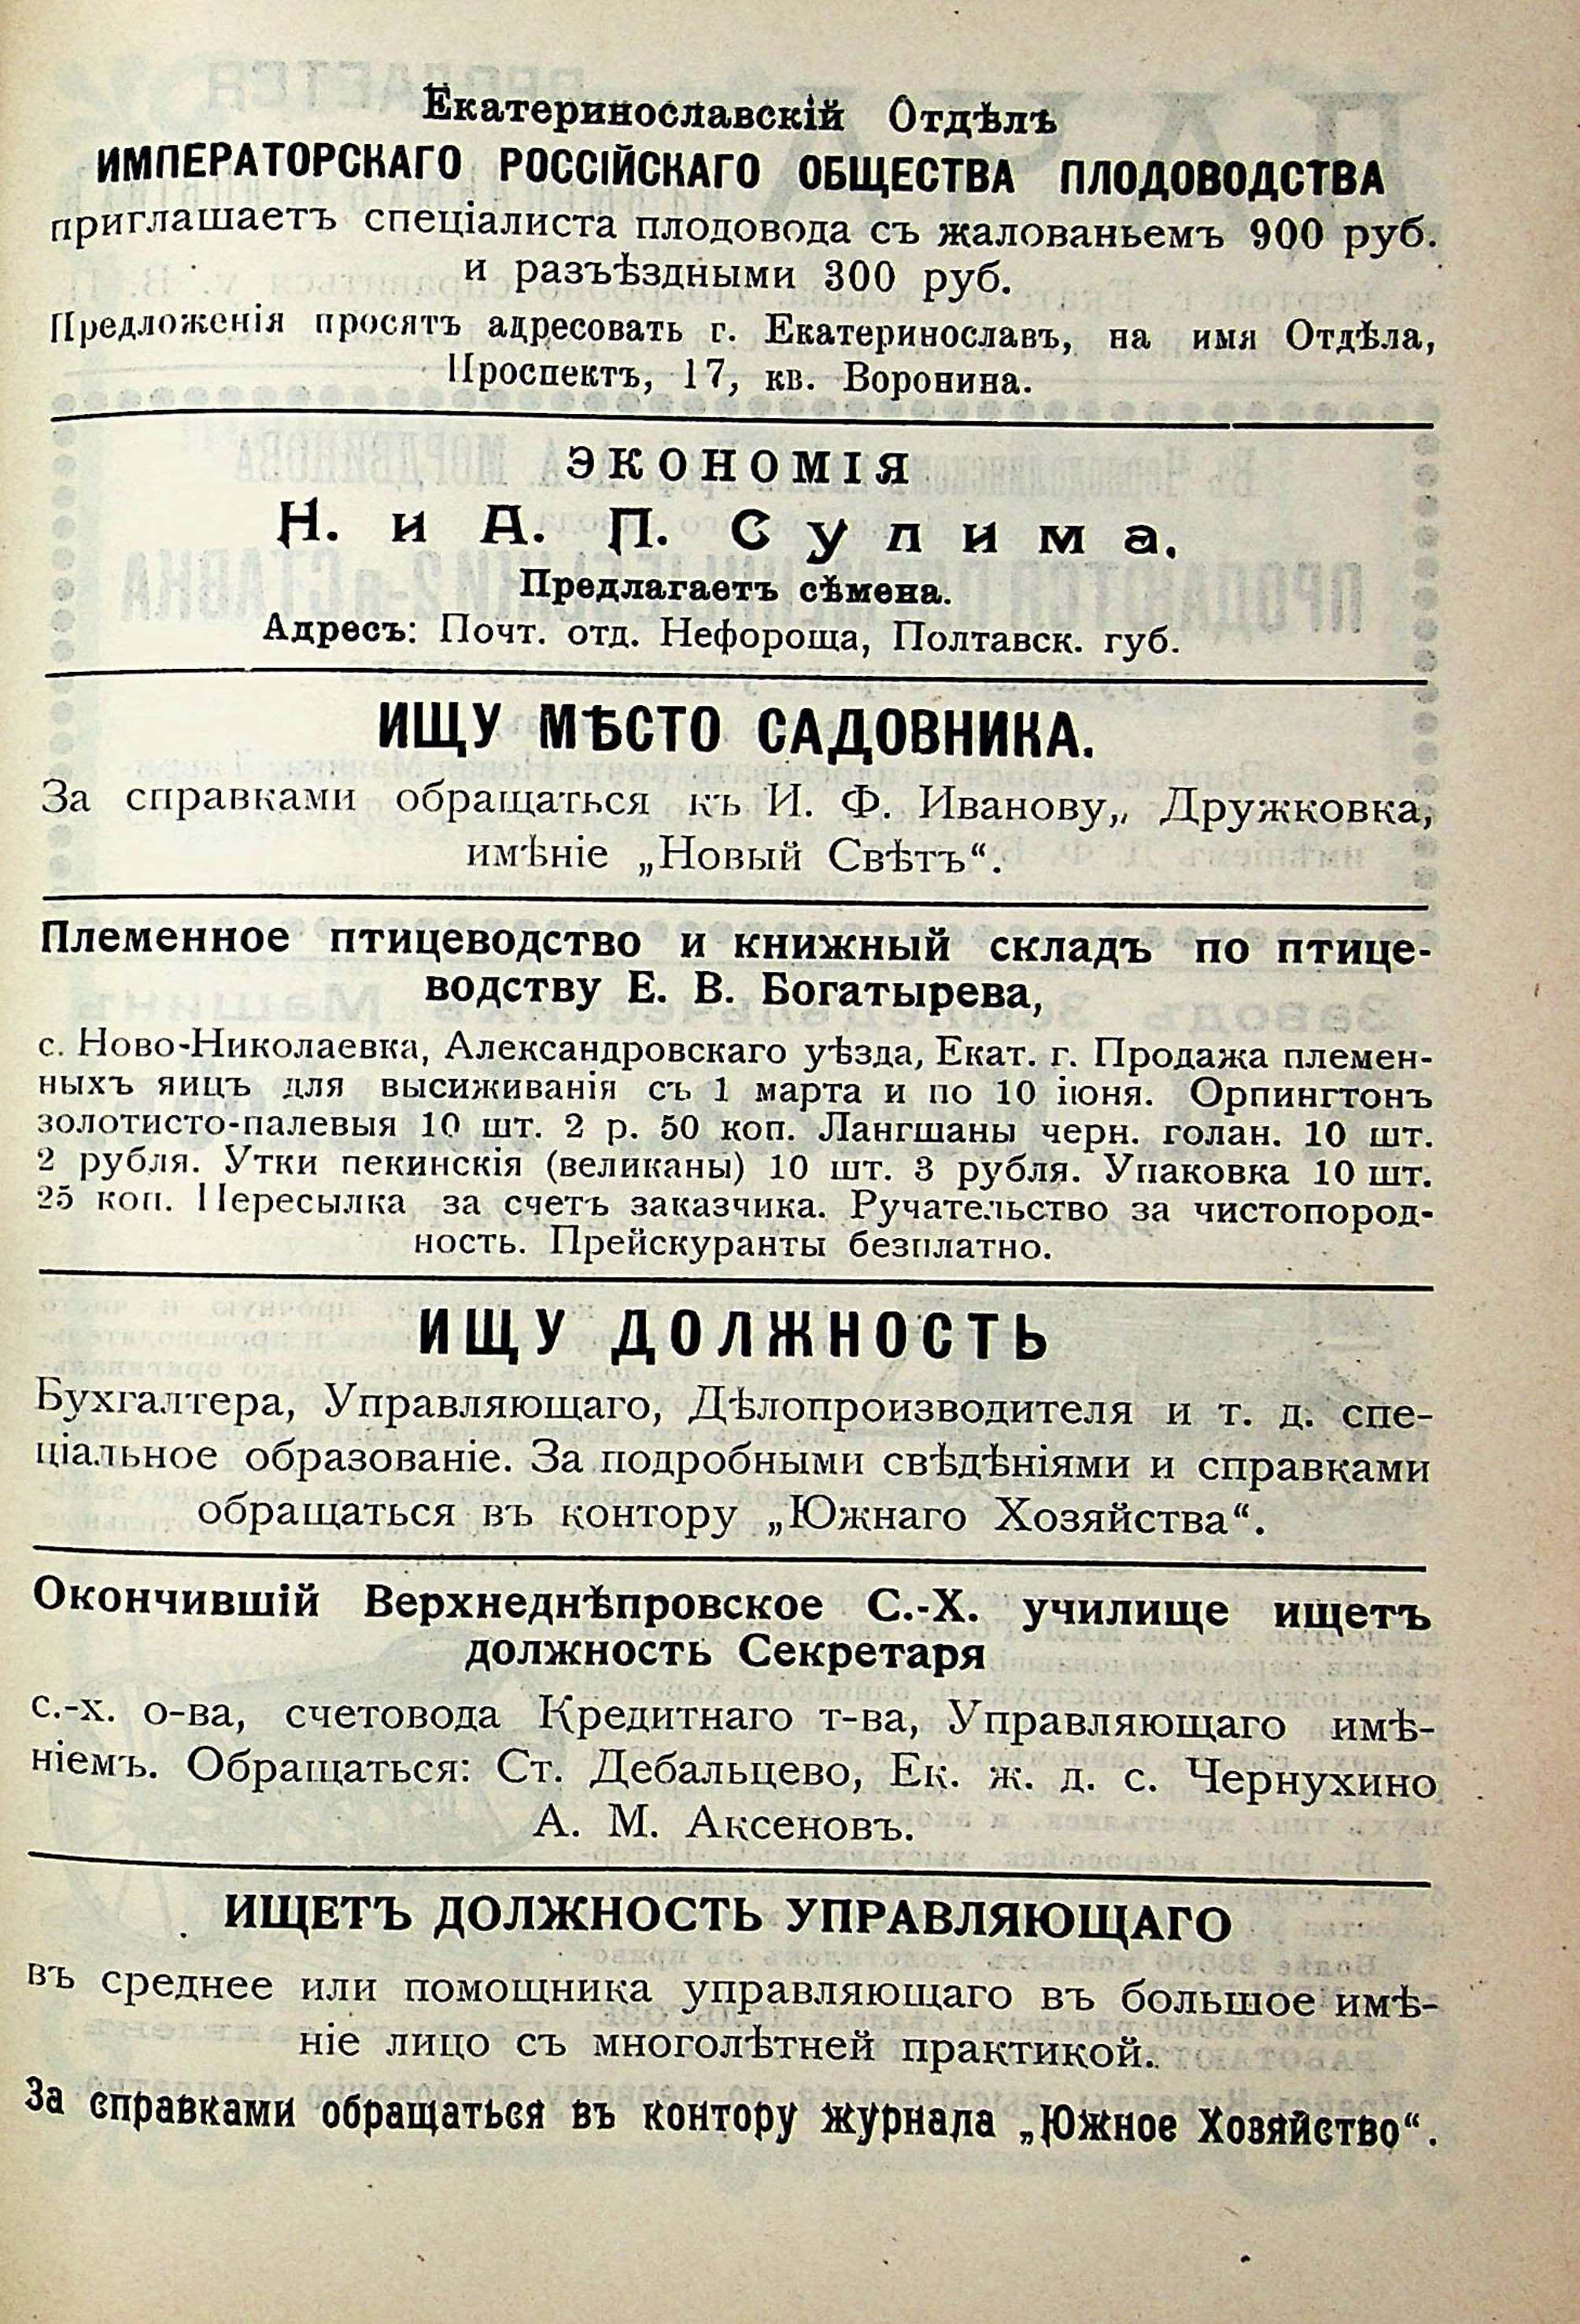 Екатеринославскій Отдѣлъ
ИМПЕРАТОРСКАГО РОССІЙСКАГО ОБЩЕСТВА ПЛОДОВОДСТВА
приглашаетъ спеціалиста плодовода съ жалованьемъ 900 руб.
и разъѣздными 300 руб.
Предложенія просятъ адресовать г. Екатеринославъ, на имя Отдѣла,
Проспектъ, 17, кв. Воронина.
ЭКОНОМІЯ
Н. и А. П. Сулима.
Предлагаетъ сѣмена.
Адресъ: Почт. отд. Нефороща, Полтавск. губ.
ИЩУ МѢСТО САДОВНИКА.
За справками обращаться къ И. Ф. Иванову„ Дружковка,
имѣніе „Новый Свѣтъ“.
Племенное птицеводство и книжный складъ по птице-
водству Е. В. Богатырева,
с. Ново-Николаевка, Александровскаго уѣзда, Екат. г. Продажа племен-
ныхъ яицъ для высиживанія съ 1 марта и по 10 іюня. Орпингтонъ
золотисто-палевыя 10 шт. 2 р. 50 коп. Лангшаны черн. голан. 10 шт.
2 рубля. Утки пекинскія (великаны) 10 шт. 3 рубля. Упаковка 10 шт.
25 коп. Пересылка за счетъ заказчика. Ручательство за чистопород-
ность. Прейскуранты безплатно.
ИЩУ ДОЛЖНОСТЬ
Бухгалтера, Управляющаго, Дѣлопроизводителя и т. д. спе-
ціальное образованіе. За подробными свѣдѣніями и справками
обращаться въ контору „Южнаго Хозяйства“.
Окончившій Верхнеднѣпровское С.-Х. училище ищетъ
должность Секретаря
с.-х. о-ва, счетовода Кредитнаго т-ва, Управляющаго имѣ-
ніемъ. Обращаться: Ст. Дебальцево, Ек. ж. д. с. Чернухино
А. М. Аксеновъ.
ИЩЕТЪ ДОЛЖНОСТЬ УПРАВЛЯЮЩАГО
въ среднее или помощника управляющаго въ большое имѣ-
ніе лицо съ многолѣтней практикой.
За справками обращаться въ контору журнала „Южное Хозяйство“.